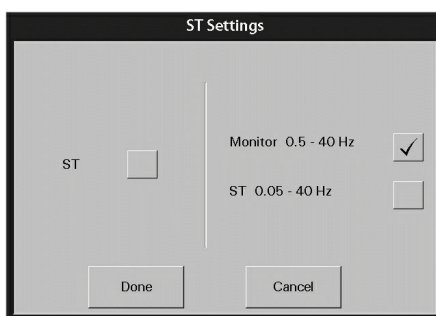 ST Settings
ST
Monitor 0.5 - 40 Hz
ST 0.05 - 40 Hz
Done
Cancel